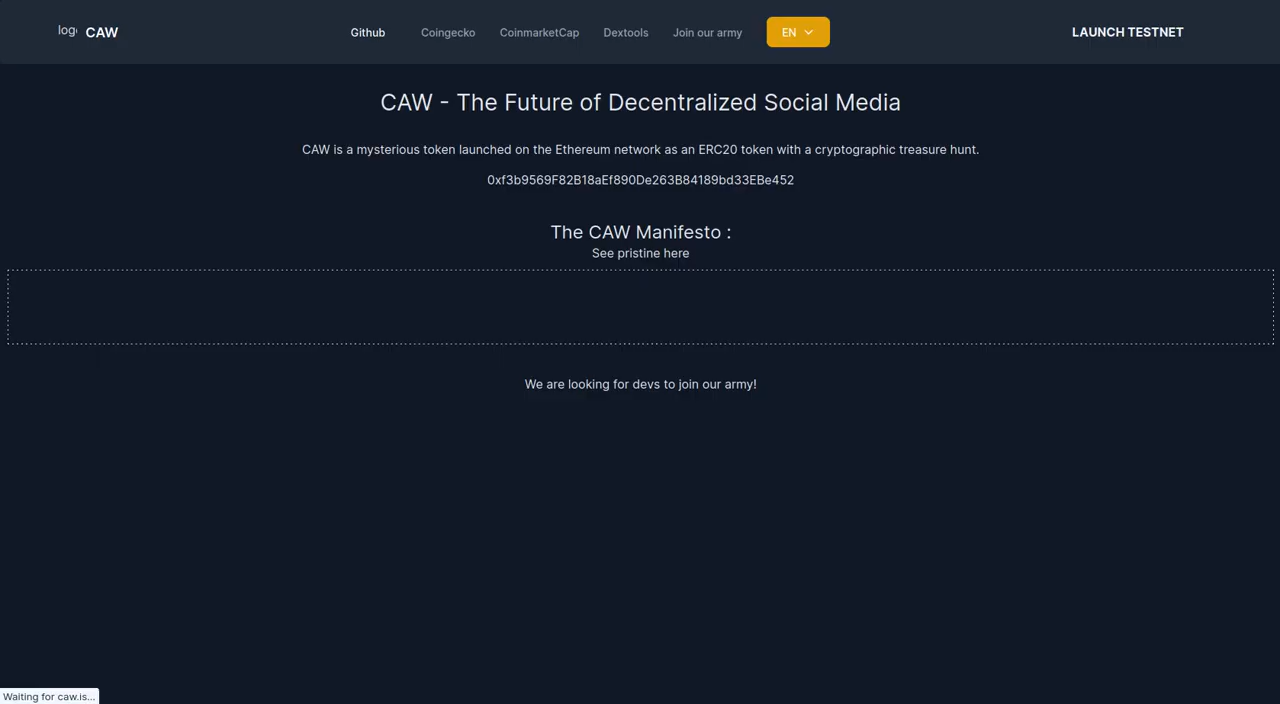 log CAW Github Coingecko CoinmarketCap Dextools Join our army EN LAUNCH TESTNET
CAW - The Future of Decentralized Social Media
CAW is a mysterious token launched on the Ethereum network as an ERC20 token with a cryptographic treasure hunt.
0xf3b9569F82B18aEf890De263B84189bd33EBe452
The CAW Manifesto :
See pristine here
We are looking for devs to join our army!
Waiting for caw.is...